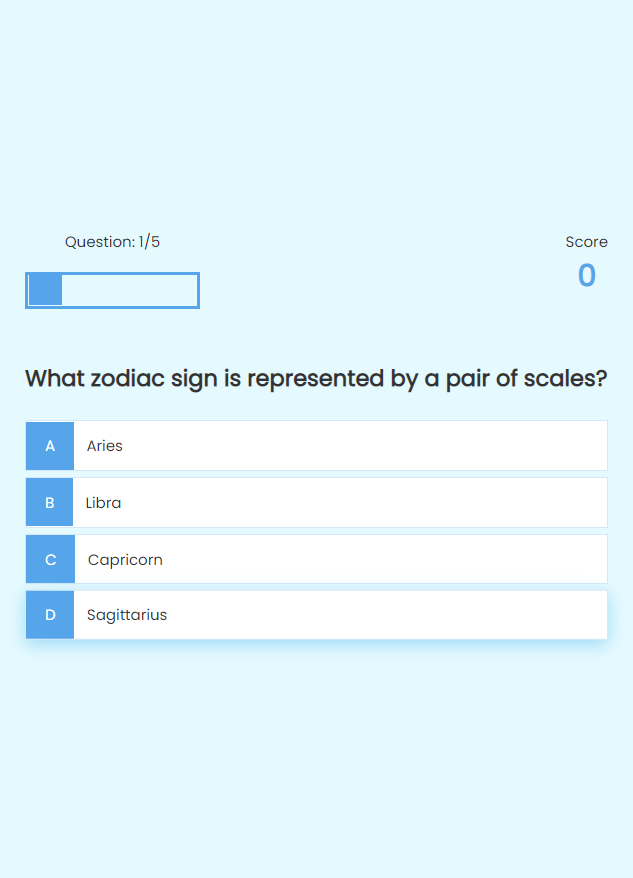 Question: 1/5
Score
0
What zodiac sign is represented by a pair of scales?
A Aries
B Libra
C Capricorn
D Sagittarius